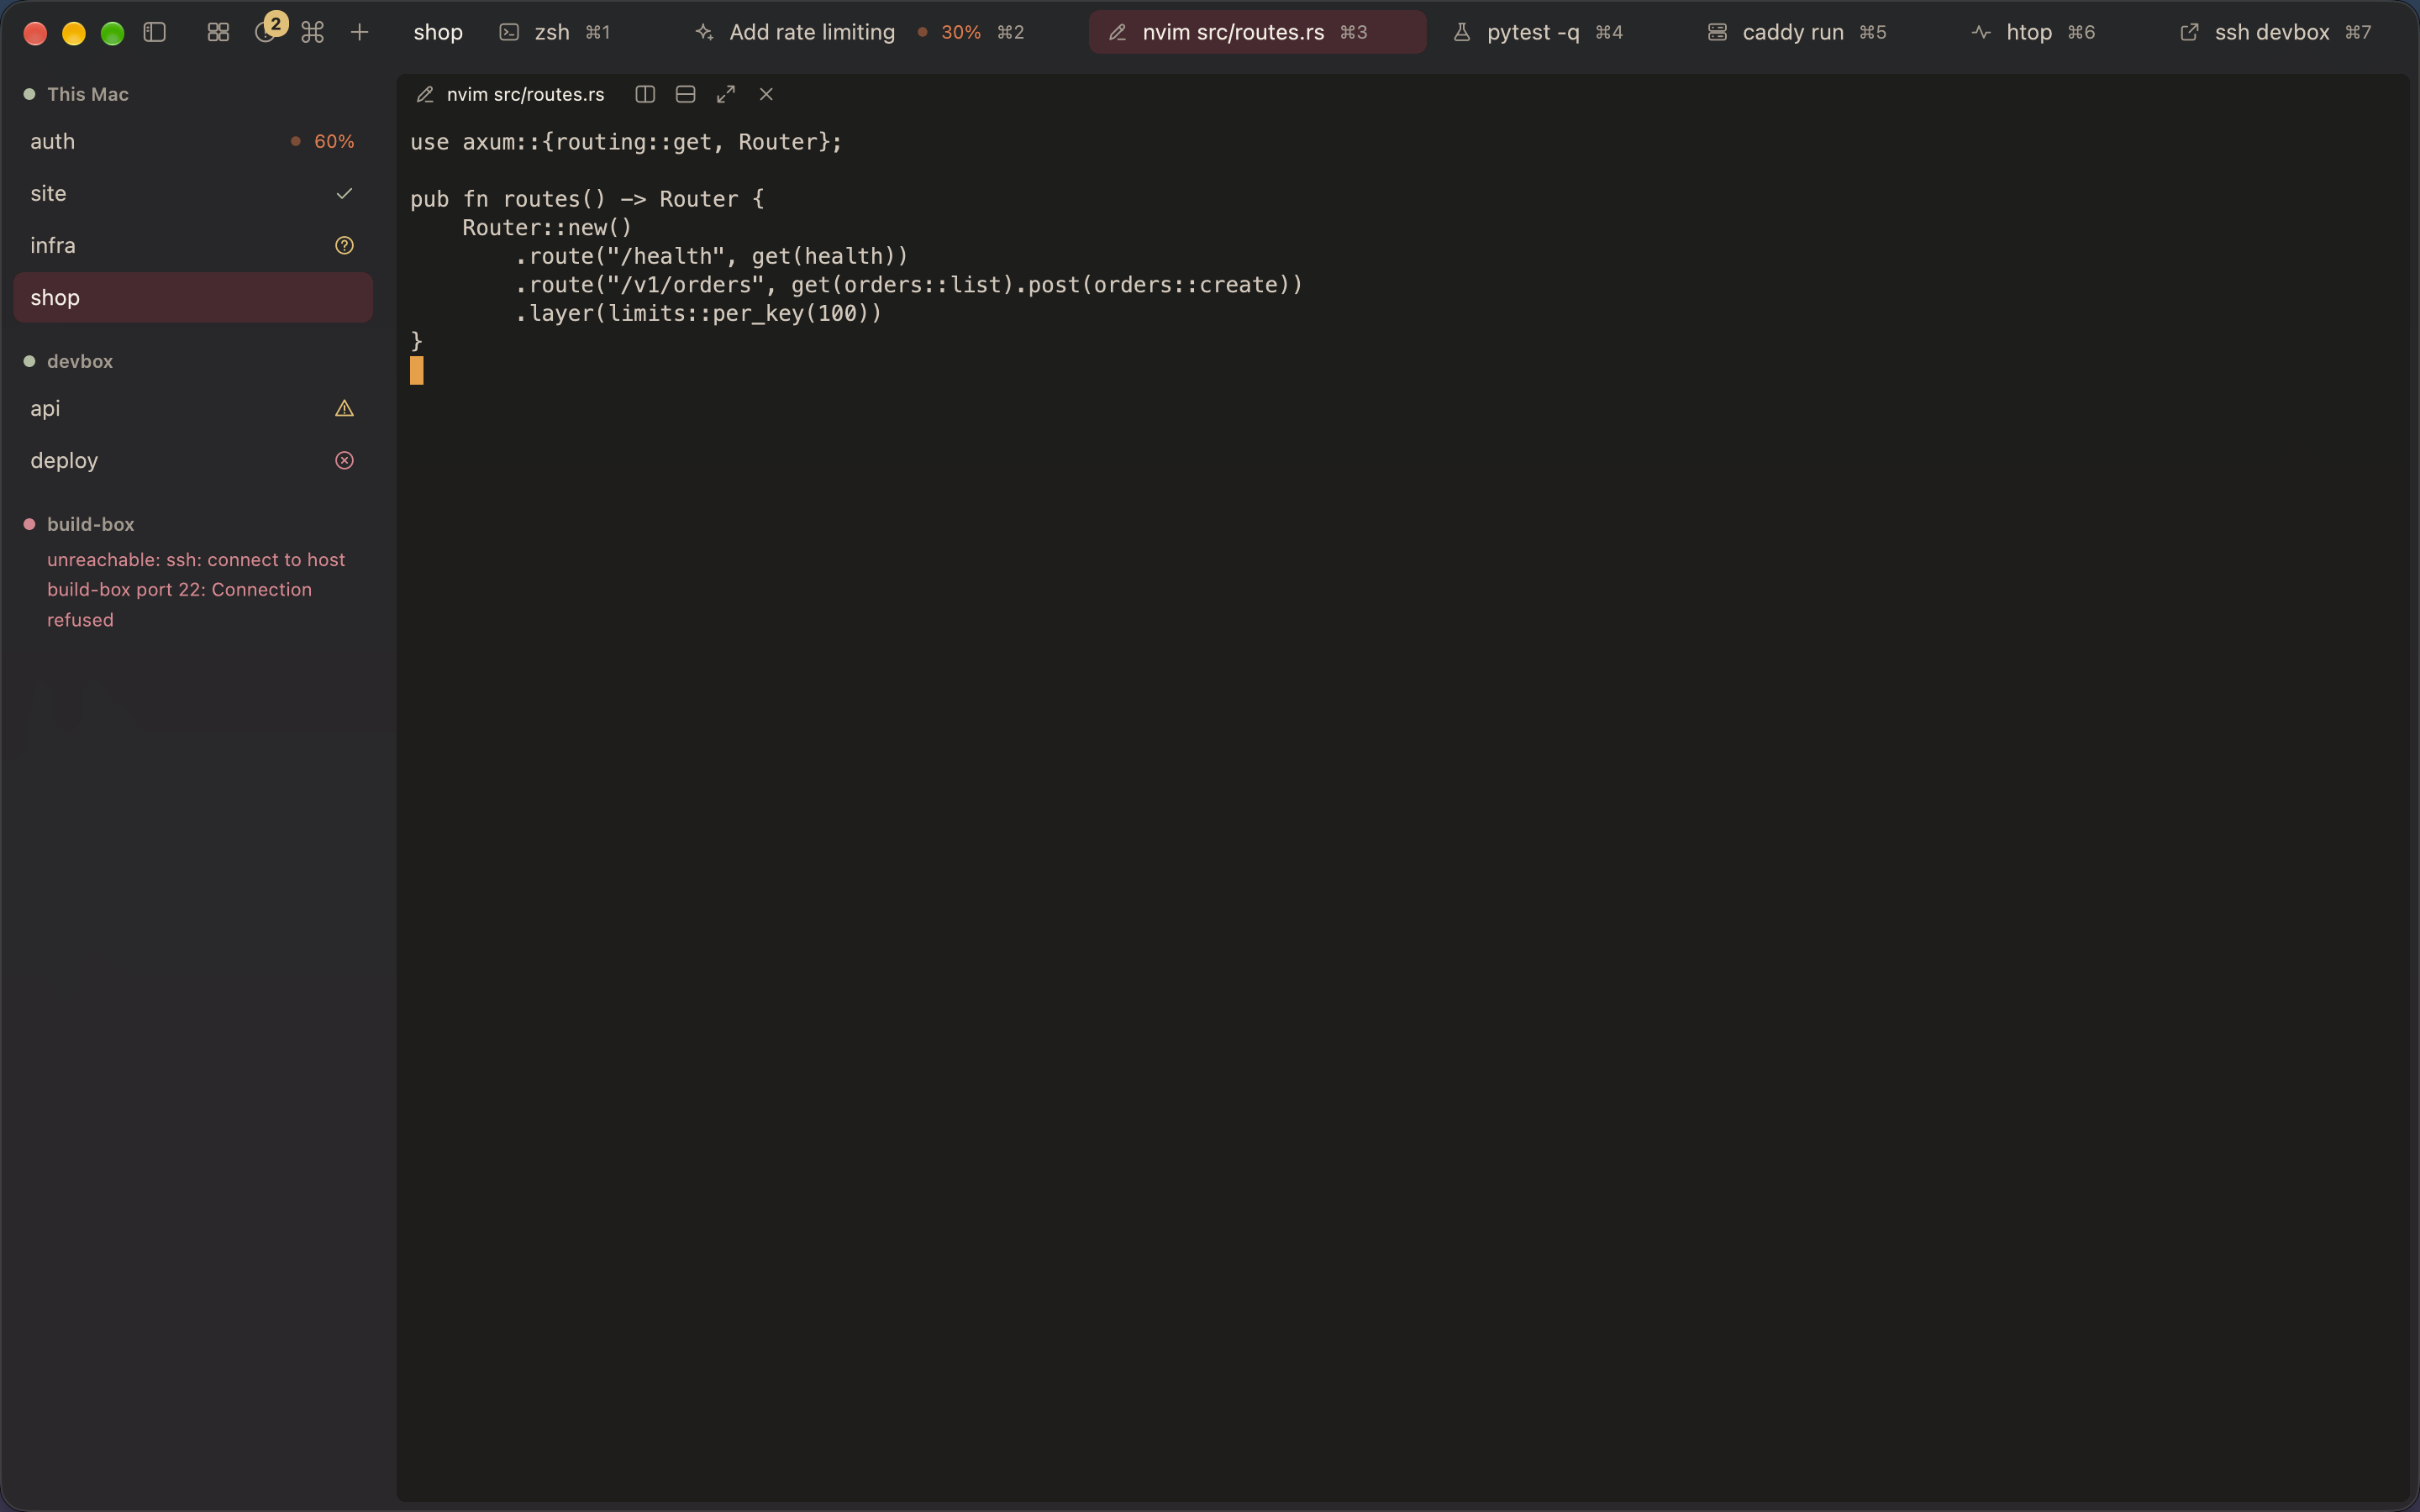 2
shop
zsh ⌘1
Add rate limiting 30% ⌘2
nvim src/routes.rs ⌘3
pytest -q ⌘4
caddy run ⌘5
htop ⌘6
ssh devbox ⌘7
This Mac
auth 60%
site
infra
shop
devbox
api
deploy
build-box
unreachable: ssh: connect to host
build-box port 22: Connection
refused
nvim src/routes.rs
use axum::{routing::get, Router};
pub fn routes() -> Router {
    Router::new()
        .route("/health", get(health))
        .route("/v1/orders", get(orders::list).post(orders::create))
        .layer(limits::per_key(100))
}